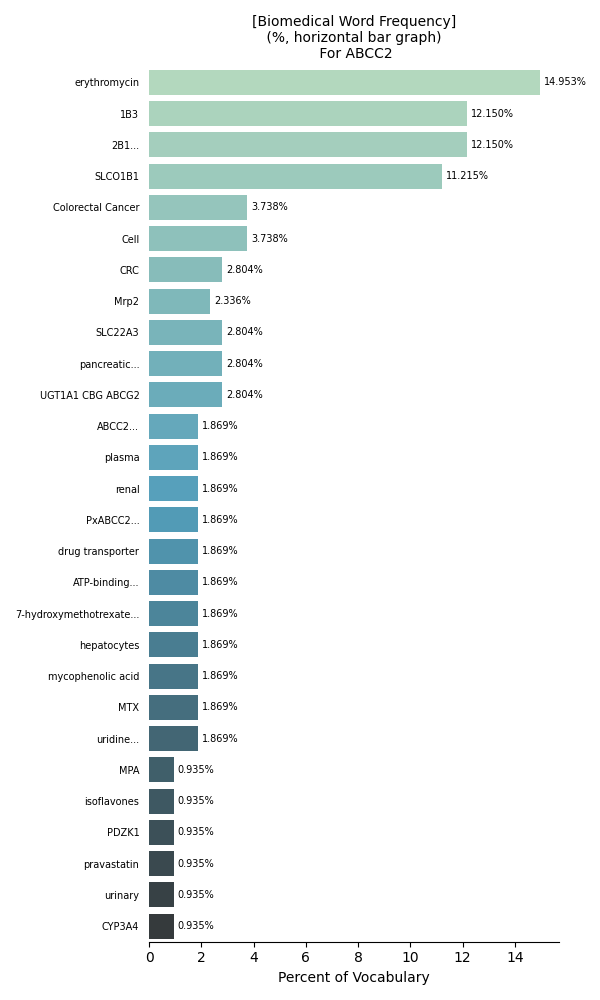 [Biomedical Word Frequency]
(%, horizontal bar graph)
For ABCC2
erythromycin 14.953%
1B3 12.150%
2B1... 12.150%
SLCO1B1 11.215%
Colorectal Cancer 3.738%
Cell 3.738%
CRC 2.804%
Mrp2 2.336%
SLC22A3 2.804%
pancreatic... 2.804%
UGT1A1 CBG ABCG2 2.804%
ABCC2... 1.869%
plasma 1.869%
renal 1.869%
PxABCC2... 1.869%
drug transporter 1.869%
ATP-binding... 1.869%
7-hydroxymethotrexate... 1.869%
hepatocytes 1.869%
mycophenolic acid 1.869%
MTX 1.869%
uridine... 1.869%
MPA 0.935%
isoflavones 0.935%
PDZK1 0.935%
pravastatin 0.935%
urinary 0.935%
CYP3A4 0.935%
0 2 4 6 8 10 12 14
Percent of Vocabulary